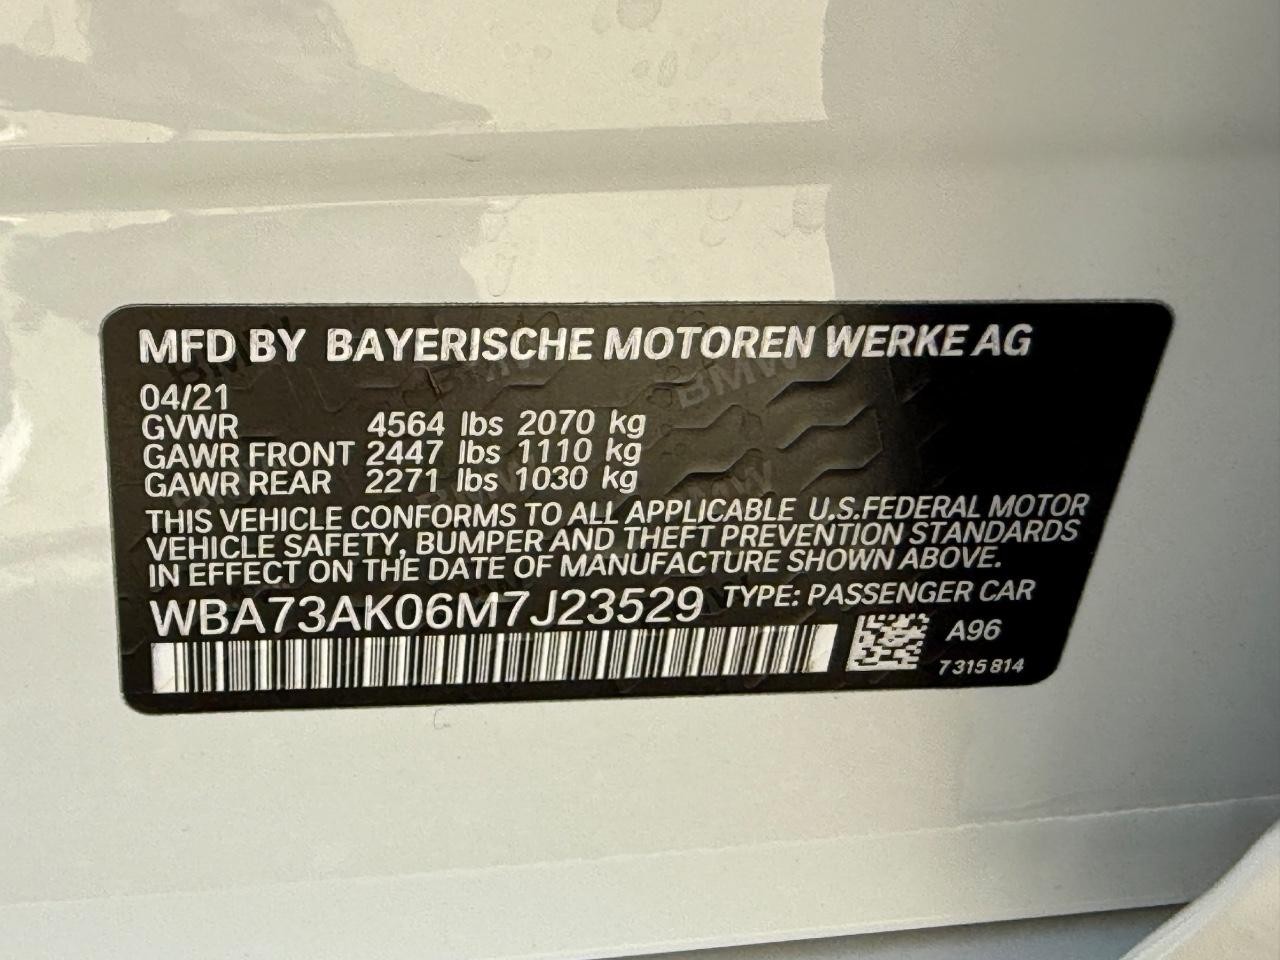 MFD BY BAYERISCHE MOTOREN WERKE AG
04/21
GVWR 4564 lbs 2070 kg
GAWR FRONT 2447 lbs 1110 kg
GAWR REAR 2271 lbs 1030 kg
THIS VEHICLE CONFORMS TO ALL APPLICABLE U.S.FEDERAL MOTOR
VEHICLE SAFETY, BUMPER AND THEFT PREVENTION STANDARDS
IN EFFECT ON THE DATE OF MANUFACTURE SHOWN ABOVE.
WBA73AK06M7J23529 TYPE: PASSENGER CAR
A96
7315814